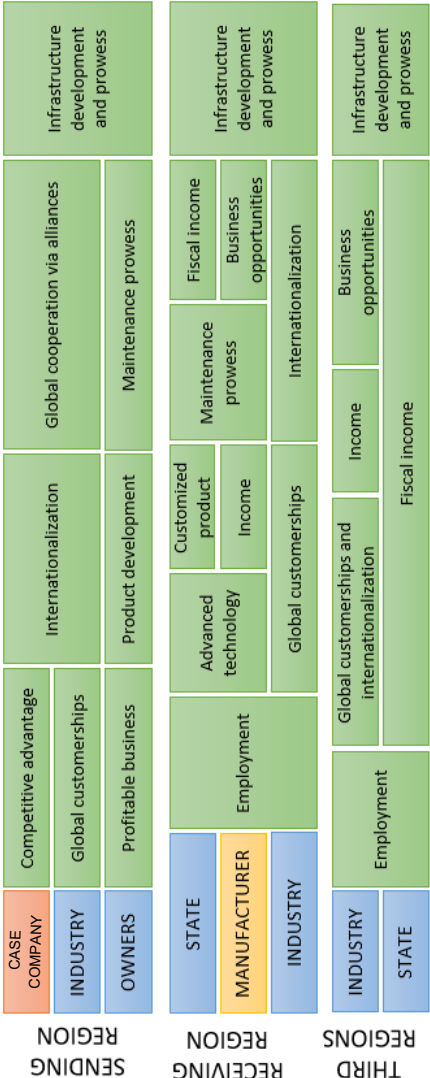 SENDING
REGION
CASE
COMPANY
Competitive advantage
INDUSTRY
Global customerships
OWNERS
Profitable business
Internationalization
Product development
Global cooperation via alliances
Maintenance prowess
Infrastructure
development
and prowess
RECEIVING
REGION
STATE
MANUFACTURER
INDUSTRY
Employment
Advanced
technology
Global customerships
Customized
product
Income
Maintenance
prowess
Internationalization
Fiscal income
Business
opportunities
Infrastructure
development
and prowess
THIRD
REGIONS
INDUSTRY
STATE
Employment
Global customerships and
internationalization
Income
Business
opportunities
Fiscal income
Infrastructure
development
and prowess